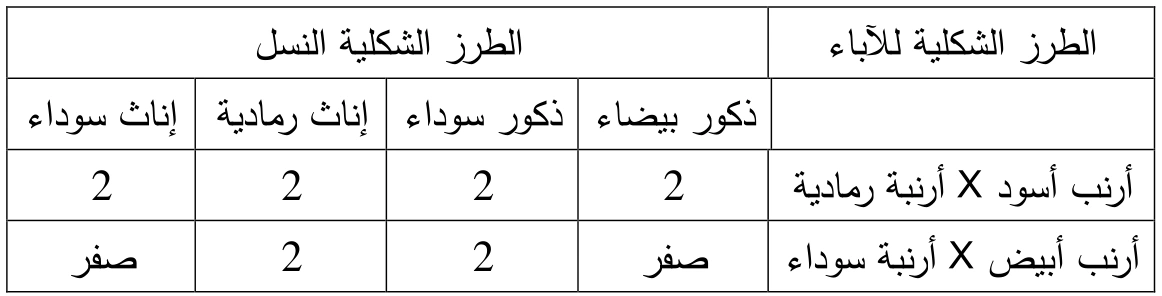 الطرز الشكلية للآباء الطرز الشكلية النسل
ذكور بيضاء ذكور سوداء إناث رمادية إناث سوداء
أرنب أسود X أرنبة رمادية 2 2 2 2
أرنب أبيض X أرنبة سوداء صفر 2 2 صفر